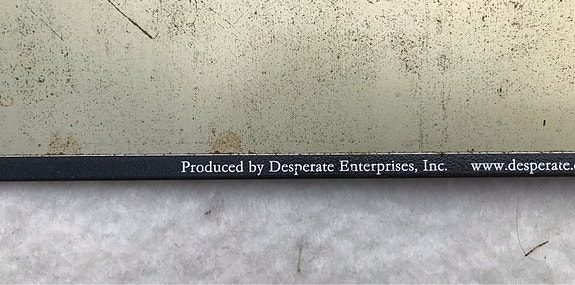 Produced by Desperate Enterprises, Inc. www.desperate.